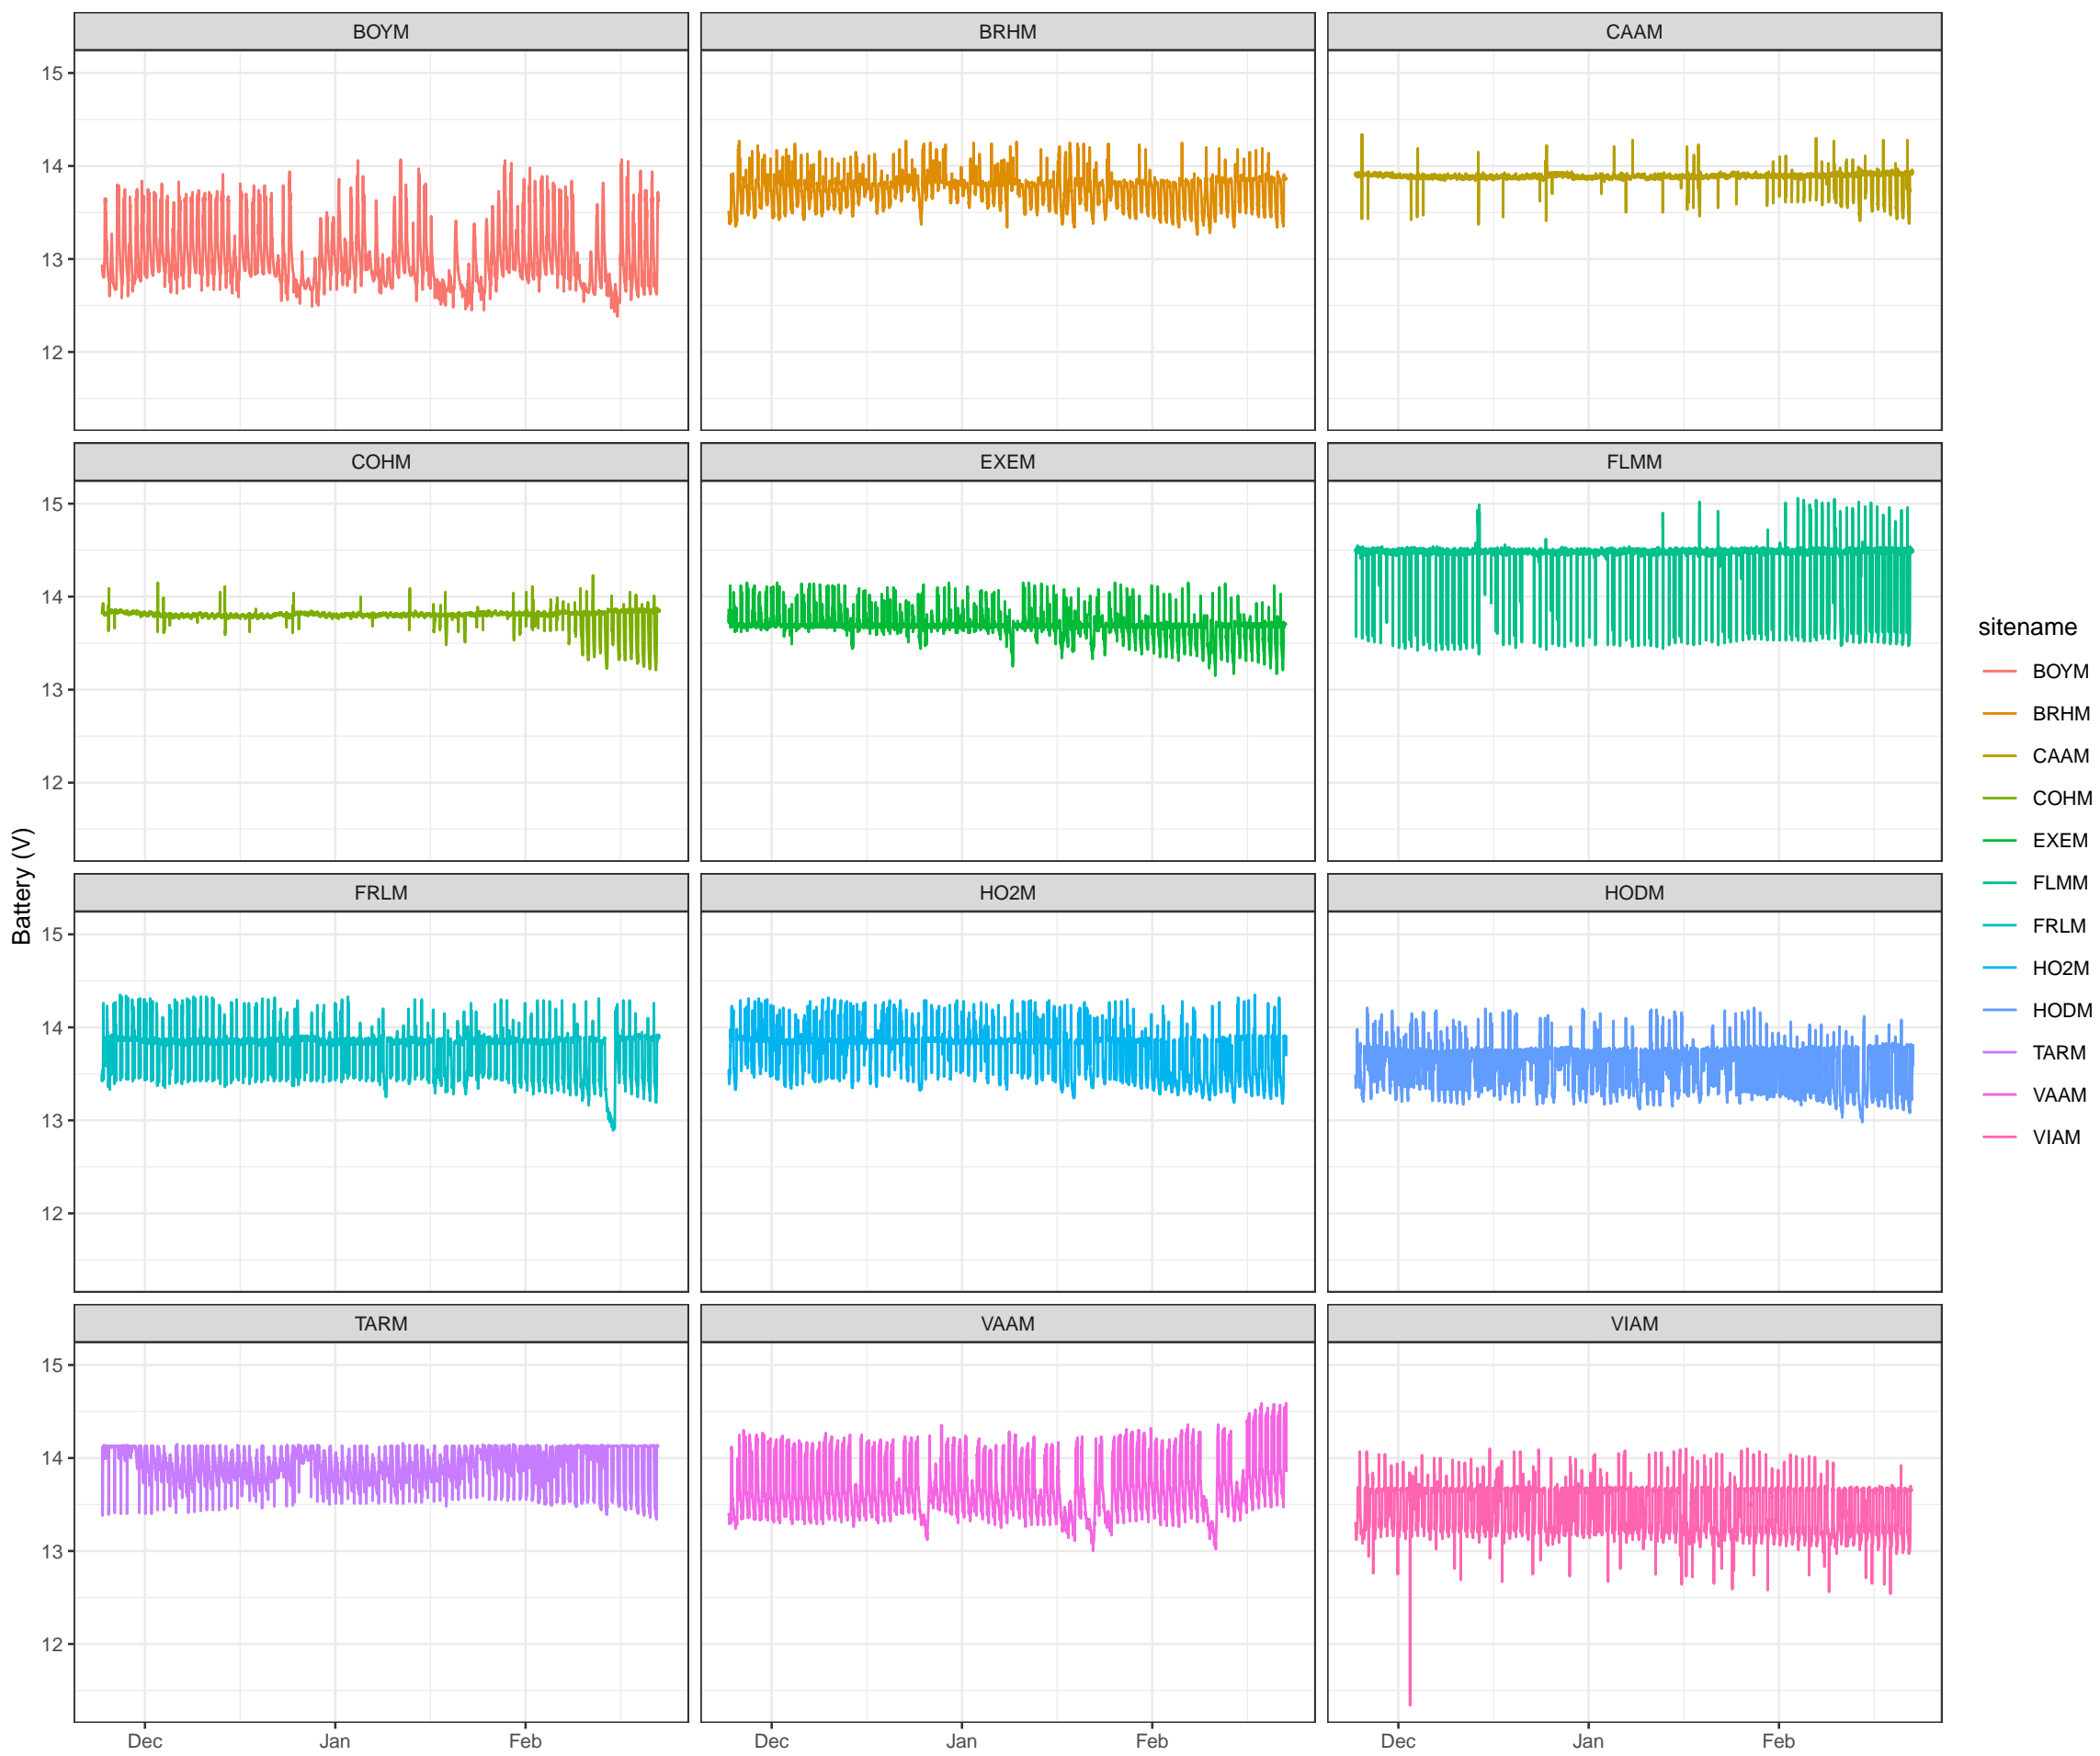 BOYM BRHM CAAM
15
14
13
12
COHM EXEM FLMM
15
14
13
12
FRLM HO2M HODM
15
14
13
12
TARM VAAM VIAM
15
14
13
12
Dec Jan Feb Dec Jan Feb Dec Jan Feb
Battery (V)
sitename
BOYM
BRHM
CAAM
COHM
EXEM
FLMM
FRLM
HO2M
HODM
TARM
VAAM
VIAM